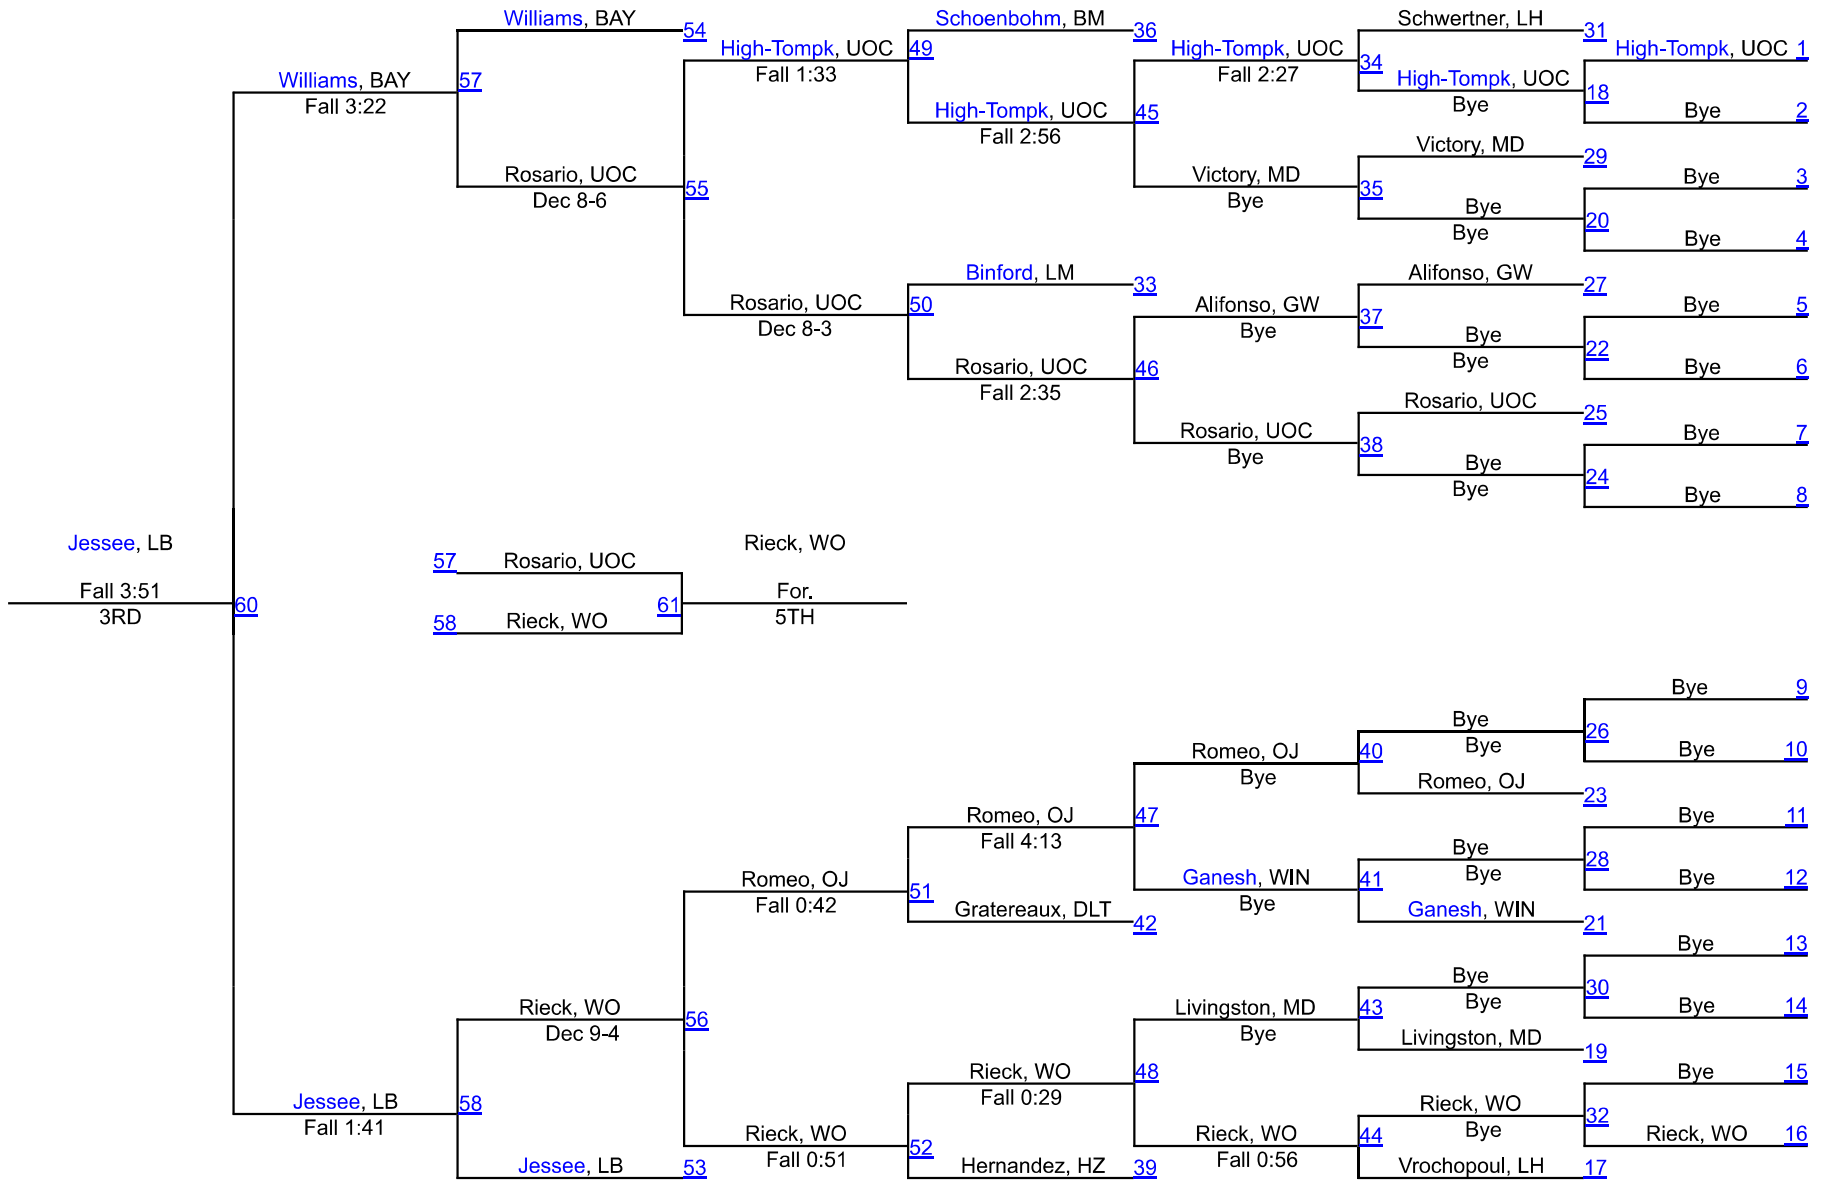 Williams, BAY
54
Schoenbohm, BM
36
Schwertner, LH
31
High-Tompk, UOC
49
High-Tompk, UOC
High-Tompk, UOC 1
Fall 1:33
Fall 2:27
34
Williams, BAY
57
High-Tompk, UOC
18
Fall 3:22
Bye
High-Tompk, UOC
45
Bye
2
Fall 2:56
Victory, MD
29
Rosario, UOC
55
Victory, MD
35
Bye
3
Dec 8-6
Bye
Bye
20
Bye
Bye
4
Binford, LM
33
Alifonso, GW
27
Rosario, UOC
50
Alifonso, GW
37
Bye
5
Dec 8-3
Bye
Bye
22
Bye
Rosario, UOC
46
Bye
6
Fall 2:35
Rosario, UOC
25
Rosario, UOC
38
Bye
7
Bye
Bye
24
Bye
Bye
8
Jessee, LB
Rieck, WO
57
Rosario, UOC
Fall 3:51
60
61
For.
3RD
58
Rieck, WO
5TH
Bye
9
Bye
26
Bye
Romeo, OJ
40
Bye
10
Bye
Romeo, OJ
23
Romeo, OJ
47
Bye
11
Fall 4:13
Bye
28
Bye
Romeo, OJ
51
Ganesh, WIN
41
Bye
12
Fall 0:42
Bye
Gratereaux, DLT
42
Ganesh, WIN
21
Bye
13
Bye
30
Bye
Rieck, WO
56
Livingston, MD
43
Bye
14
Dec 9-4
Bye
Livingston, MD
19
Rieck, WO
48
Bye
15
Fall 0:29
Jessee, LB
58
Rieck, WO
32
Fall 1:41
Bye
Rieck, WO
52
Rieck, WO
44
Rieck, WO
16
Fall 0:51
Fall 0:56
Jessee, LB
53
Hernandez, HZ
39
Vrochopoul, LH
17